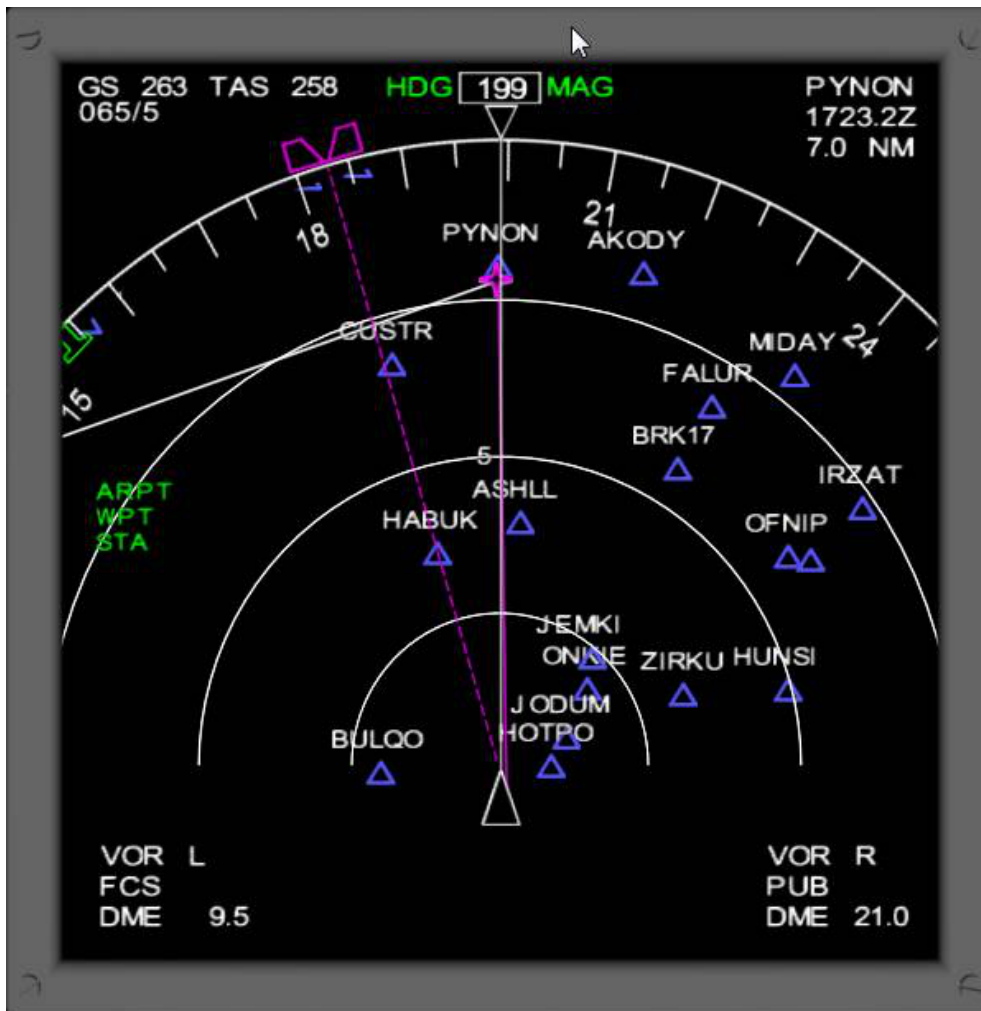 GS 263 TAS 258 HDG 199 MAG PYNON
065/5 1723.2Z
7.0 NM
21
18
PYNON AKODY
CUSTR
MIDAY 24
FALUR
15
BRK17
5
IRZAT
ARPT ASHLL
WPT HABUK OFNIP
STA
JEMKI
ONKIE ZIRKU HUNSI
JODUM
BULQO HOTPO
VOR L VOR R
FCS PUB
DME 9.5 DME 21.0